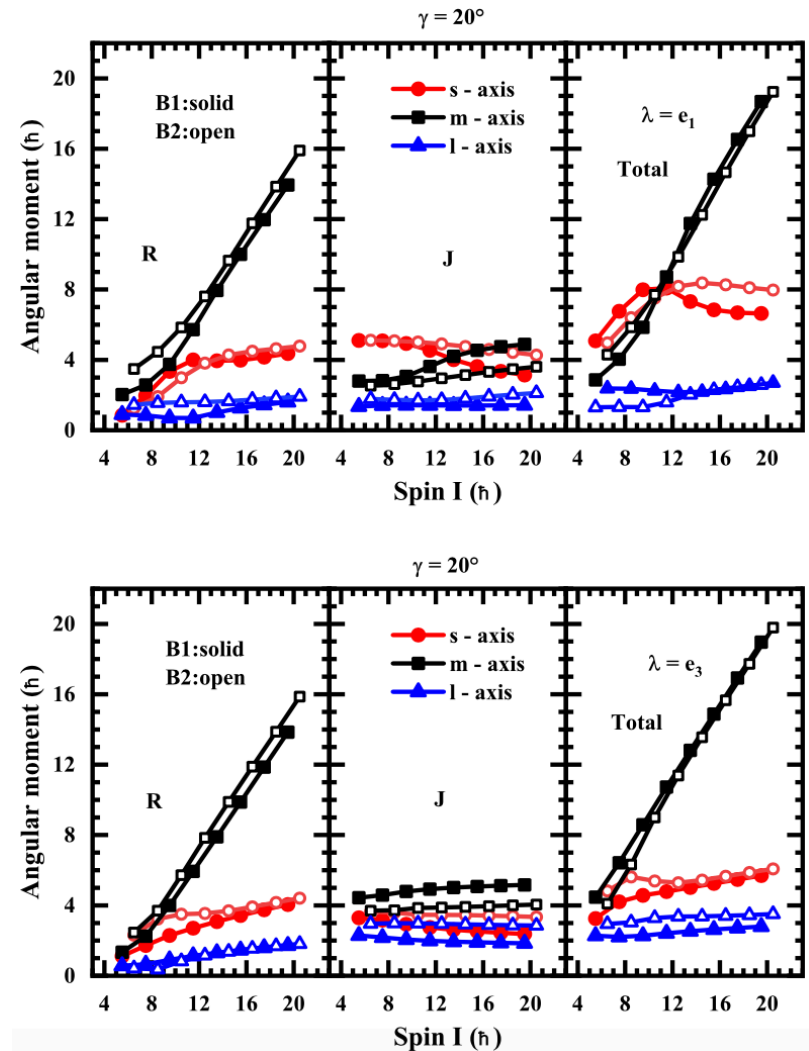 γ = 20°
B1:solid
B2:open
R
s - axis
m - axis
l - axis
J
λ = e₁
Total
Angular moment (ħ)
20
16
12
8
4
0
4 8 12 16 20 4 8 12 16 20 4 8 12 16 20
Spin I (ħ)
γ = 20°
B1:solid
B2:open
R
s - axis
m - axis
l - axis
J
λ = e₃
Total
Angular moment (ħ)
20
16
12
8
4
0
4 8 12 16 20 4 8 12 16 20 4 8 12 16 20
Spin I (ħ)